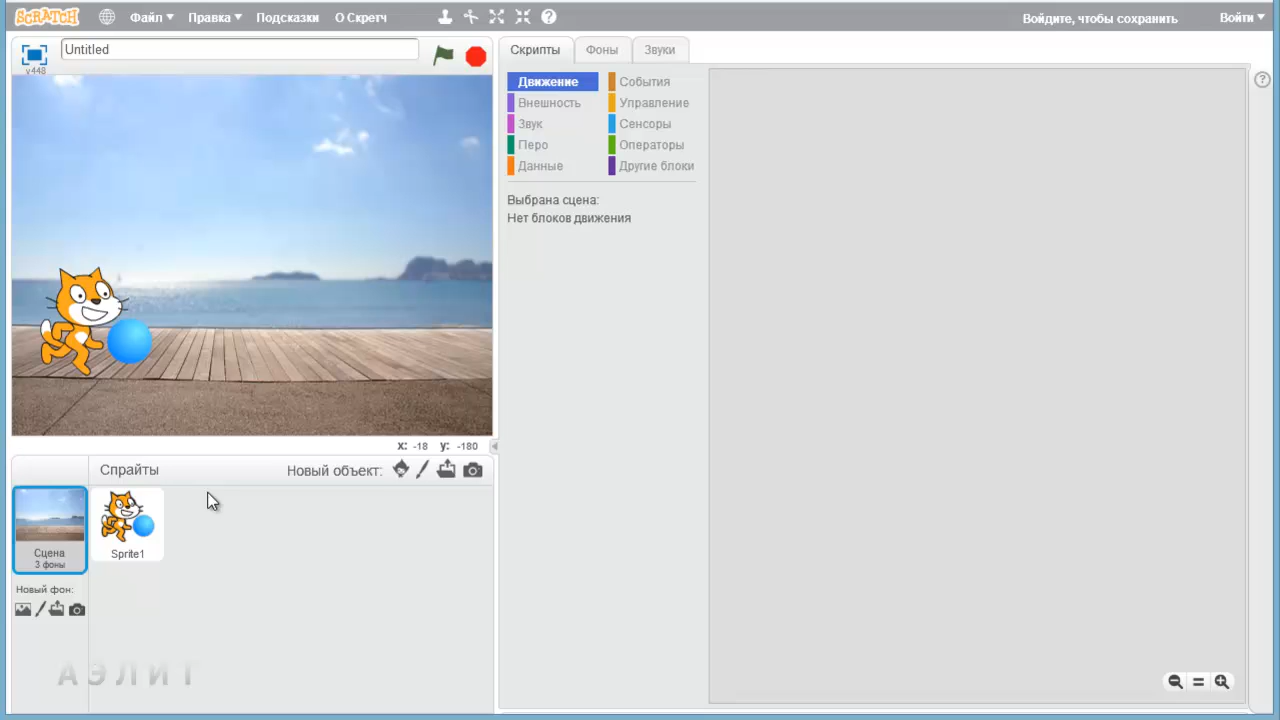 SCRATCH Файл Правка Подсказки О Скретч Войдите, чтобы сохранить Войти
v448
Untitled
Скрипты Фоны Звуки
Движение События
Внешность Управление
Звук Сенсоры
Перо Операторы
Данные Другие блоки
Выбрана сцена:
Нет блоков движения
x: -18 y: -180
Спрайты Новый объект:
Сцена
3 фоны
Sprite1
Новый фон:
АЭЛИТ